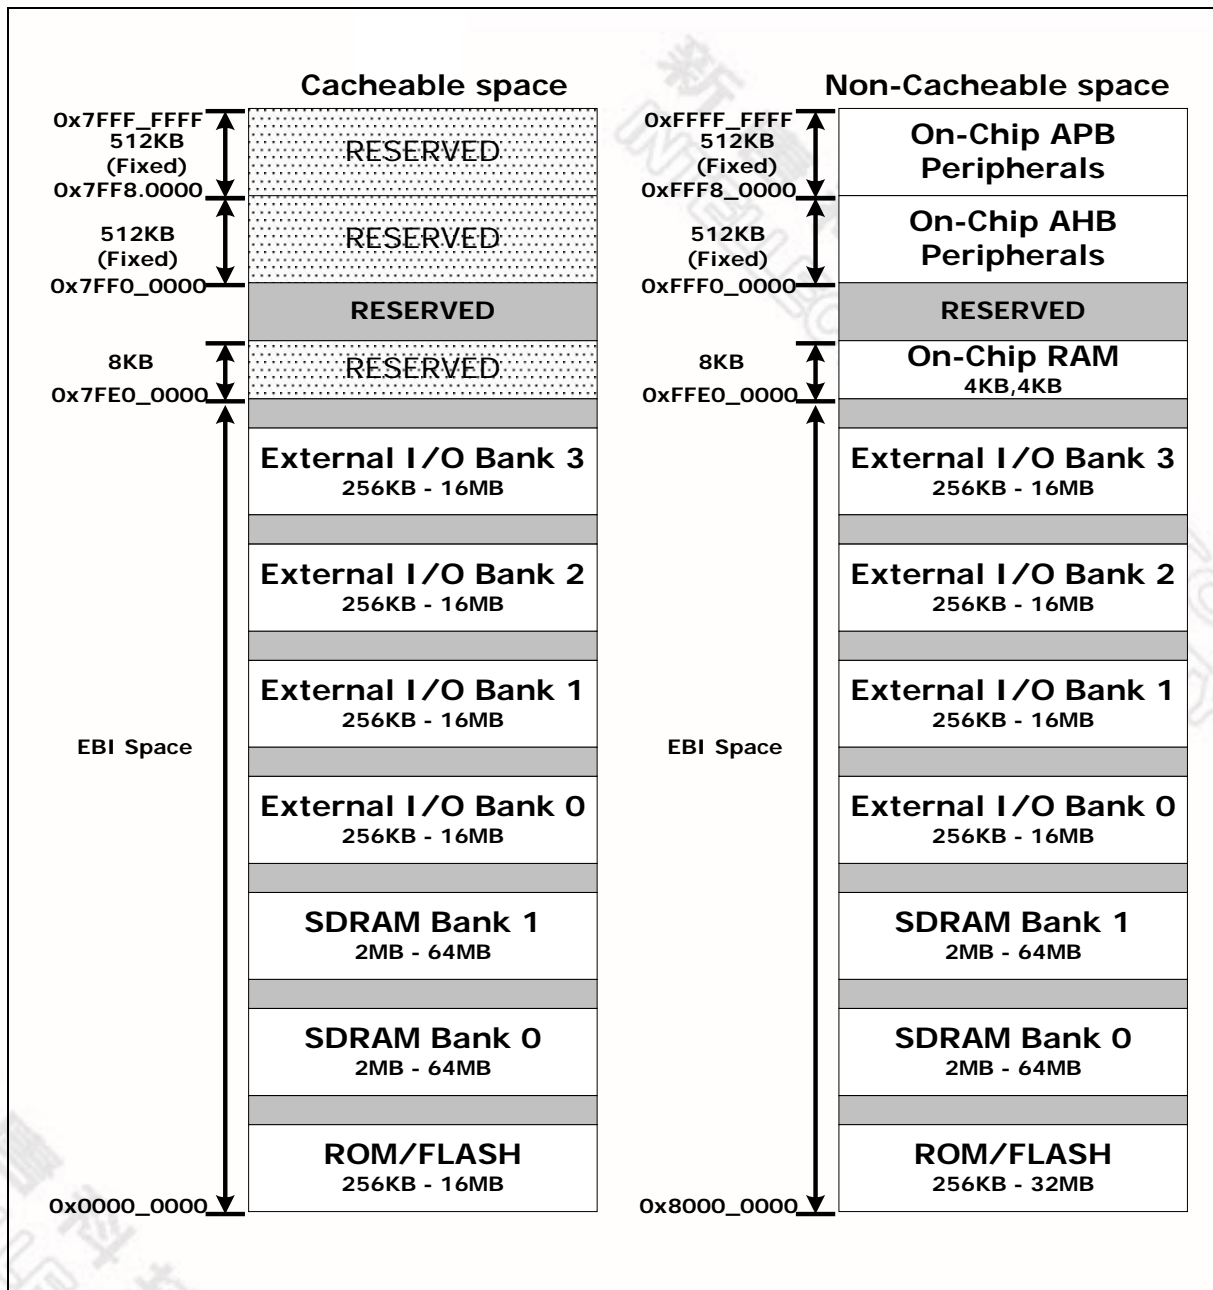 Cacheable space
0x7FFF_FFFF
512KB
(Fixed)
0x7FF8.0000
RESERVED
512KB
(Fixed)
0x7FF0_0000
RESERVED
RESERVED
8KB
0x7FE0_0000
RESERVED
External I/O Bank 3
256KB - 16MB
External I/O Bank 2
256KB - 16MB
External I/O Bank 1
256KB - 16MB
EBI Space
External I/O Bank 0
256KB - 16MB
SDRAM Bank 1
2MB - 64MB
SDRAM Bank 0
2MB - 64MB
ROM/FLASH
256KB - 16MB
0x0000_0000
Non-Cacheable space
0xFFFF_FFFF
512KB
(Fixed)
0xFFF8_0000
On-Chip APB
Peripherals
512KB
(Fixed)
0xFFF0_0000
On-Chip AHB
Peripherals
RESERVED
8KB
0xFFE0_0000
On-Chip RAM
4KB,4KB
External I/O Bank 3
256KB - 16MB
External I/O Bank 2
256KB - 16MB
External I/O Bank 1
256KB - 16MB
EBI Space
External I/O Bank 0
256KB - 16MB
SDRAM Bank 1
2MB - 64MB
SDRAM Bank 0
2MB - 64MB
ROM/FLASH
256KB - 32MB
0x8000_0000